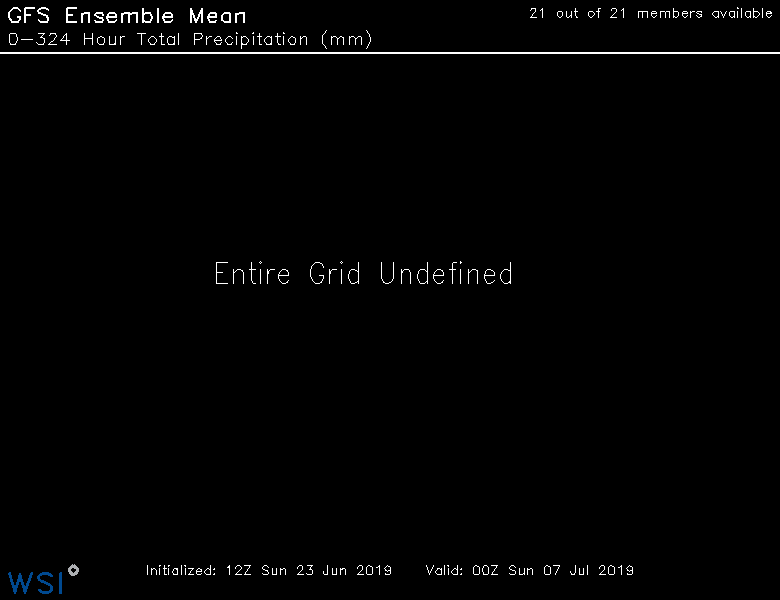 GFS Ensemble Mean
21 out of 21 members available
0-324 Hour Total Precipitation (mm)
Entire Grid Undefined
WSI
Initialized: 12Z Sun 23 Jun 2019 Valid: 00Z Sun 07 Jul 2019